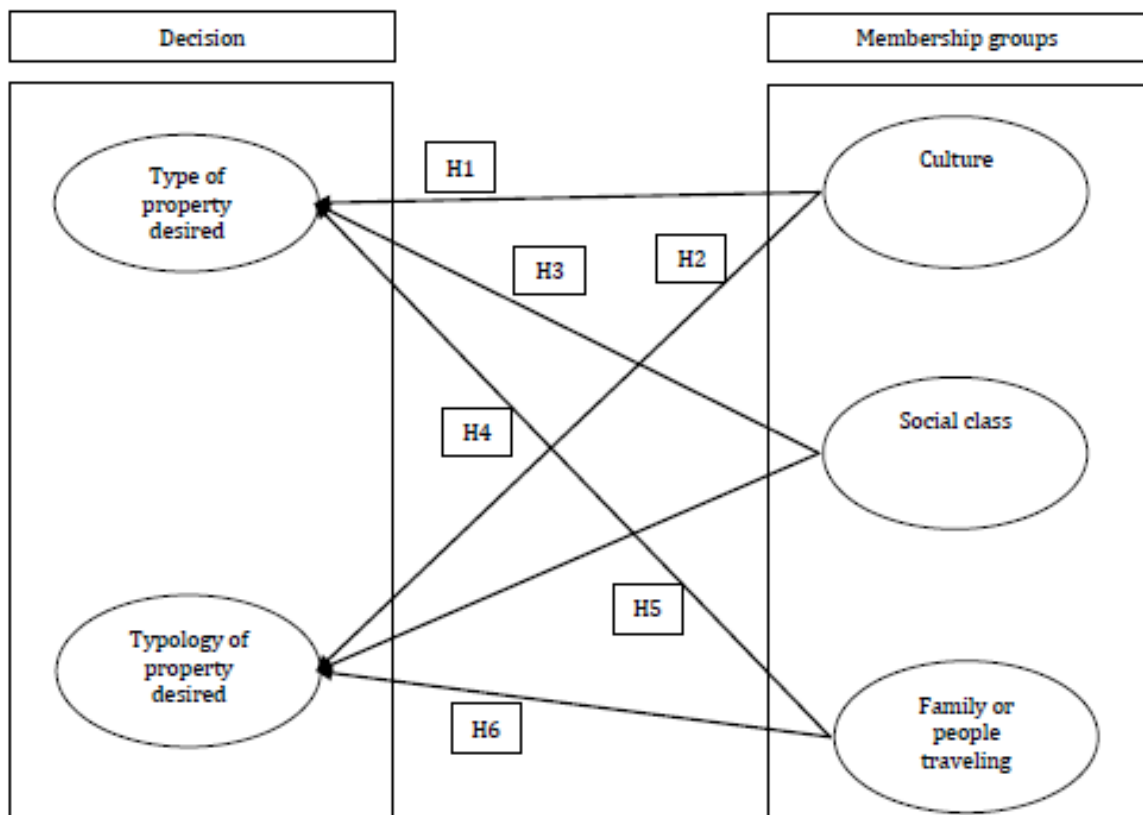 Decision
Membership groups
Type of
property
desired
H1
Culture
H3
H2
H4
Social class
H5
Typology of
property
desired
H6
Family or
people
traveling